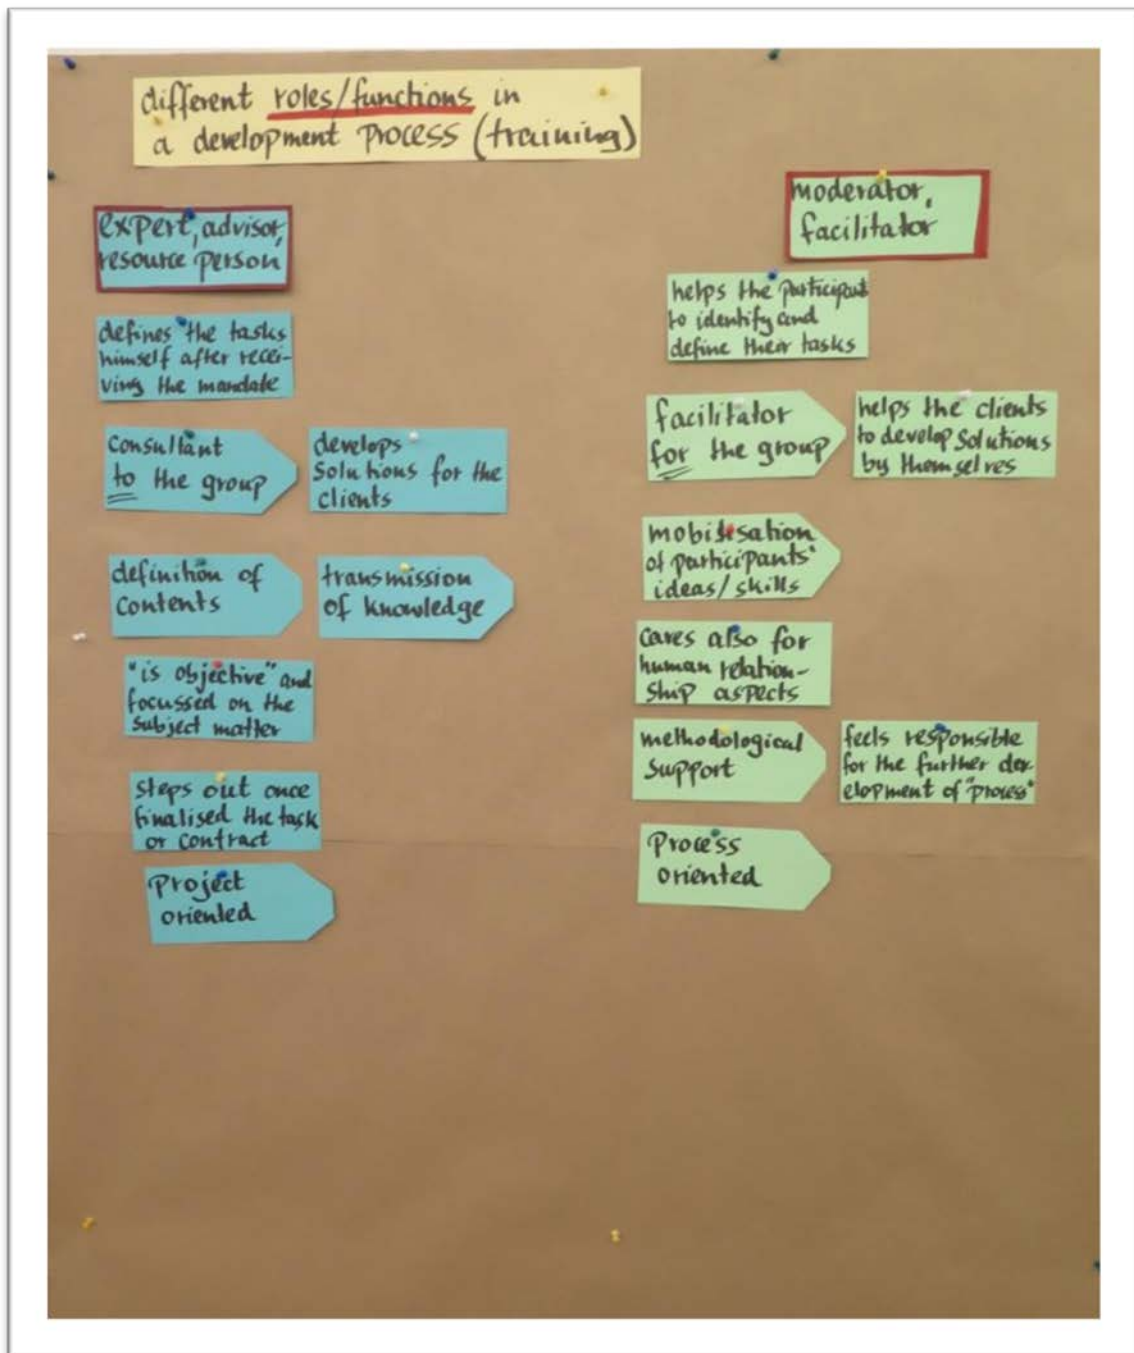 different roles/functions in
a development process (training)
expert, advisor,
resource person
defines the tasks
himself after recei-
ving the mandate
consultant
to the group
develops
solutions for the
clients
definition of
contents
transmission
of knowledge
"is objective" and
focussed on the
subject matter
steps out once
finalised the task
or contract
Project
oriented
moderator,
facilitator
helps the participant
to identify and
define their tasks
facilitator
for the group
helps the clients
to develop solutions
by themselves
mobilisation
of participants'
ideas/skills
cares also for
human relation-
ship aspects
methodological
support
feels responsible
for the further dev
elopment of "process"
Process
oriented